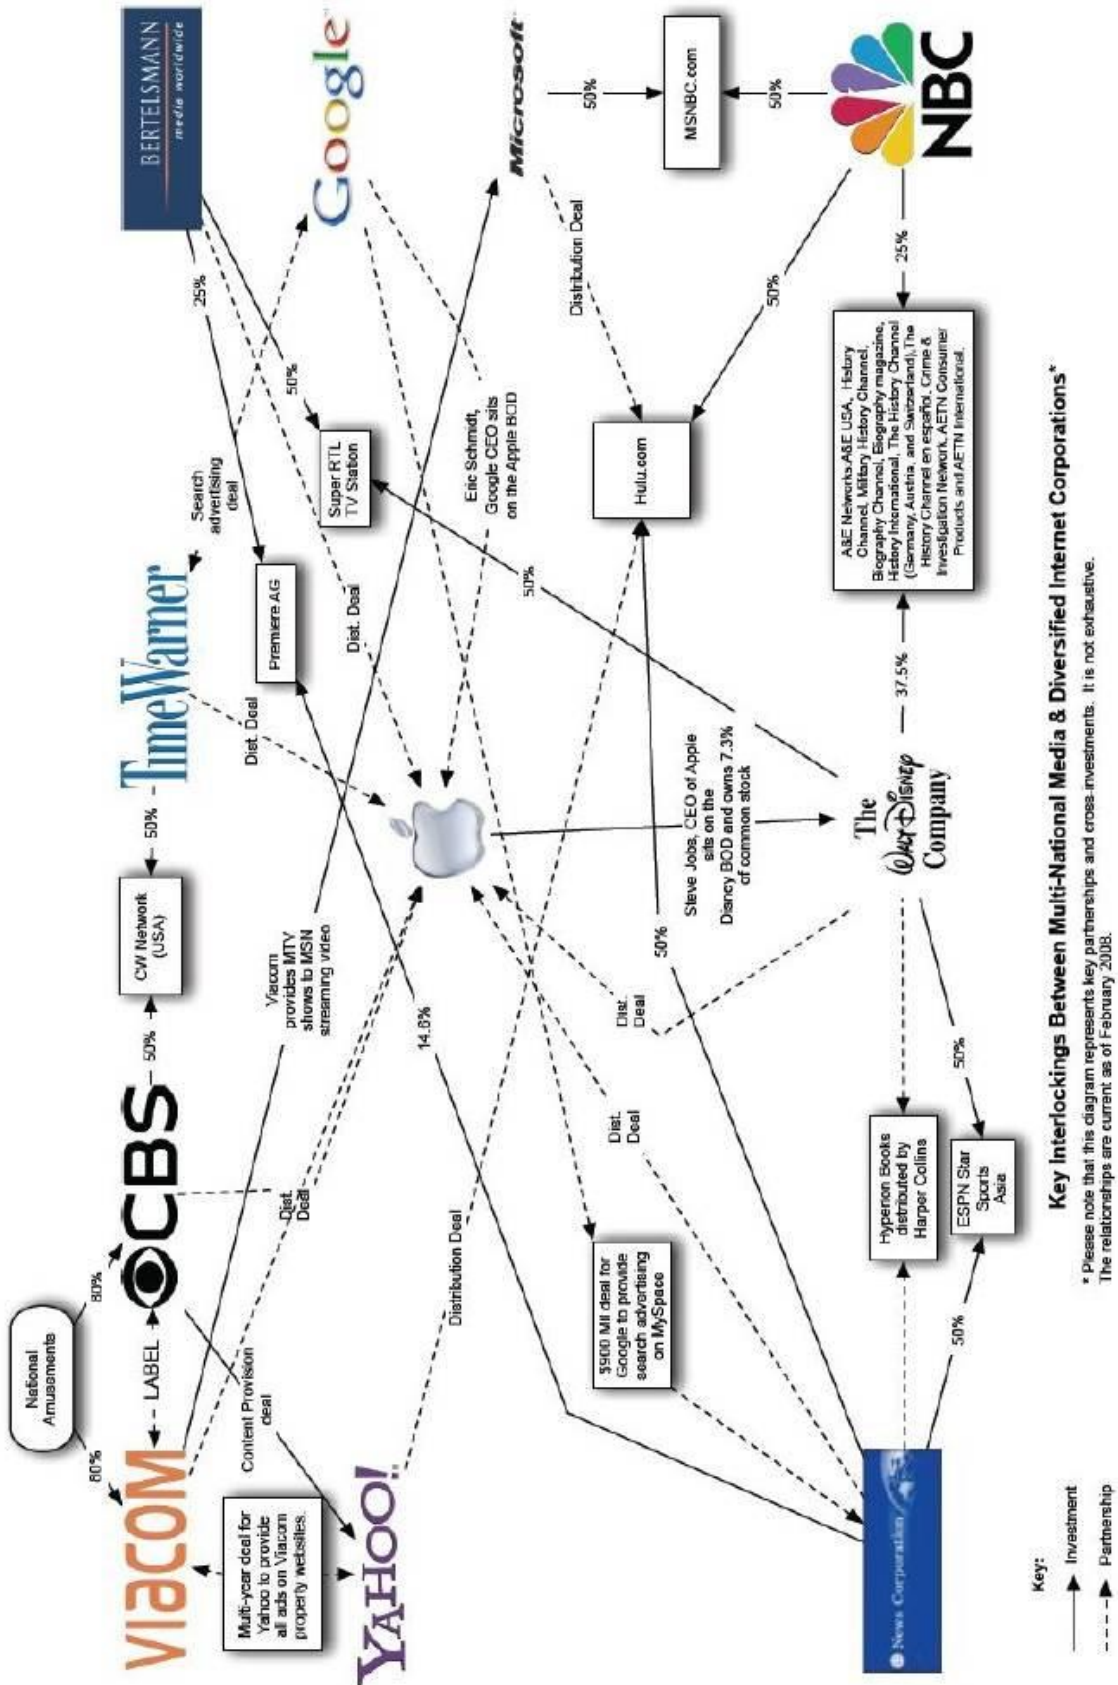 National
Amusements
80%
80%
VIACOM
LABEL
CBS
50%
CW Network
(USA)
50%
TimeWarner
Search
advertising
deal
BERTELSMANN
media worldwide
Multi-year deal for
Yahoo to provide
all ads on Viacom
property websites.
Content Provision
deal
Dist.
Deal
Viacom
provides MTV
shows to MSN
streaming video
Dist. Deal
Premiere AG
25%
Dist. Deal
Super RTL
TV Station
50%
Google
YAHOO!
Distribution Deal
14.6%
Eric Schmidt,
Google CEO sits
on the Apple BOD
Microsoft
50%
$900 Mil deal for
Google to provide
search advertising
on MySpace
Dist.
Deal
Dist.
Deal
50%
Steve Jobs, CEO of Apple
sits on the
Disney BOD and owns 7.3%
of common stock
Hulu.com
Distribution Deal
50%
MSNBC.com
50%
50%
News Corporation
Hyperion Books
distributed by
Harper Collins
50%
ESPN Star
Sports
Asia
50%
The
WALT DISNEY
Company
37.5%
A&E Networks-A&E USA, History
Channel, Military History Channel,
Biography Channel, Biography magazine,
History International, The History Channel
(Germany, Austria, and Switzerland),The
History Channel en español, Crime &
Investigation Network, AETN Consumer
Products and AETN International.
25%
NBC
Key:
Investment
Partnership
Key Interlockings Between Multi-National Media & Diversified Internet Corporations*
* Please note that this diagram represents key partnerships and cross-investments. It is not exhaustive.
The relationships are current as of February 2008.